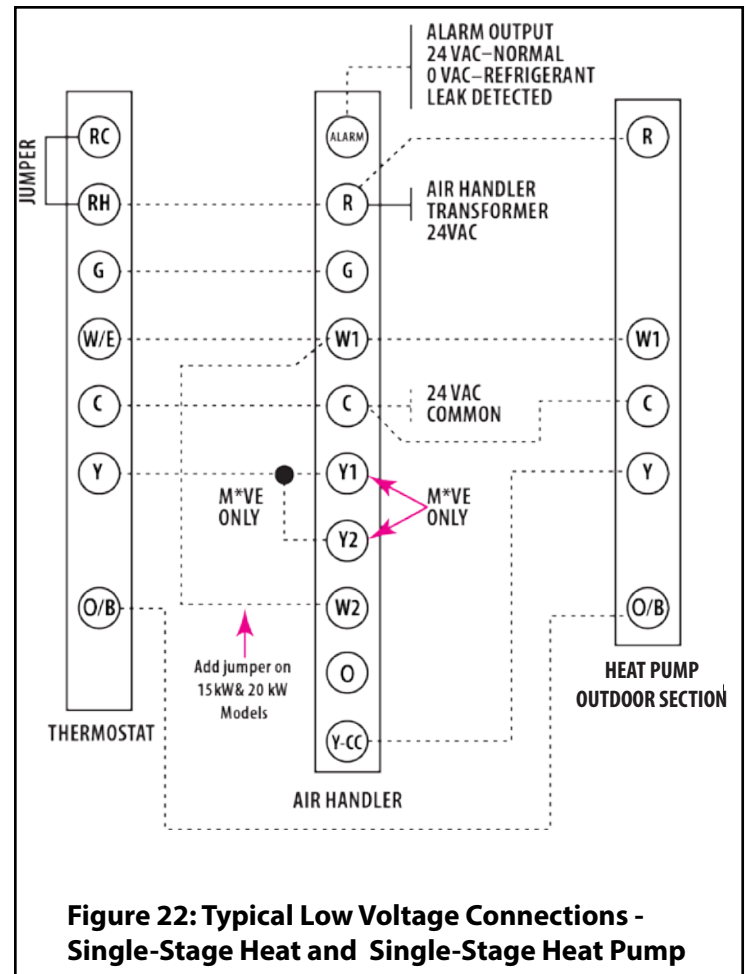 ALARM OUTPUT
24 VAC–NORMAL
0 VAC–REFRIGERANT
LEAK DETECTED
JUMPER
RC
RH
G
W/E
C
Y
O/B
THERMOSTAT
ALARM
R
G
W1
C
Y1
Y2
W2
O
Y-CC
AIR HANDLER
AIR HANDLER
TRANSFORMER
24VAC
24 VAC
COMMON
M*VE
ONLY
M*VE
ONLY
Add jumper on
15kW& 20 kW
Models
R
W1
C
Y
O/B
HEAT PUMP
OUTDOOR SECTION
Figure 22: Typical Low Voltage Connections -
Single-Stage Heat and Single-Stage Heat Pump